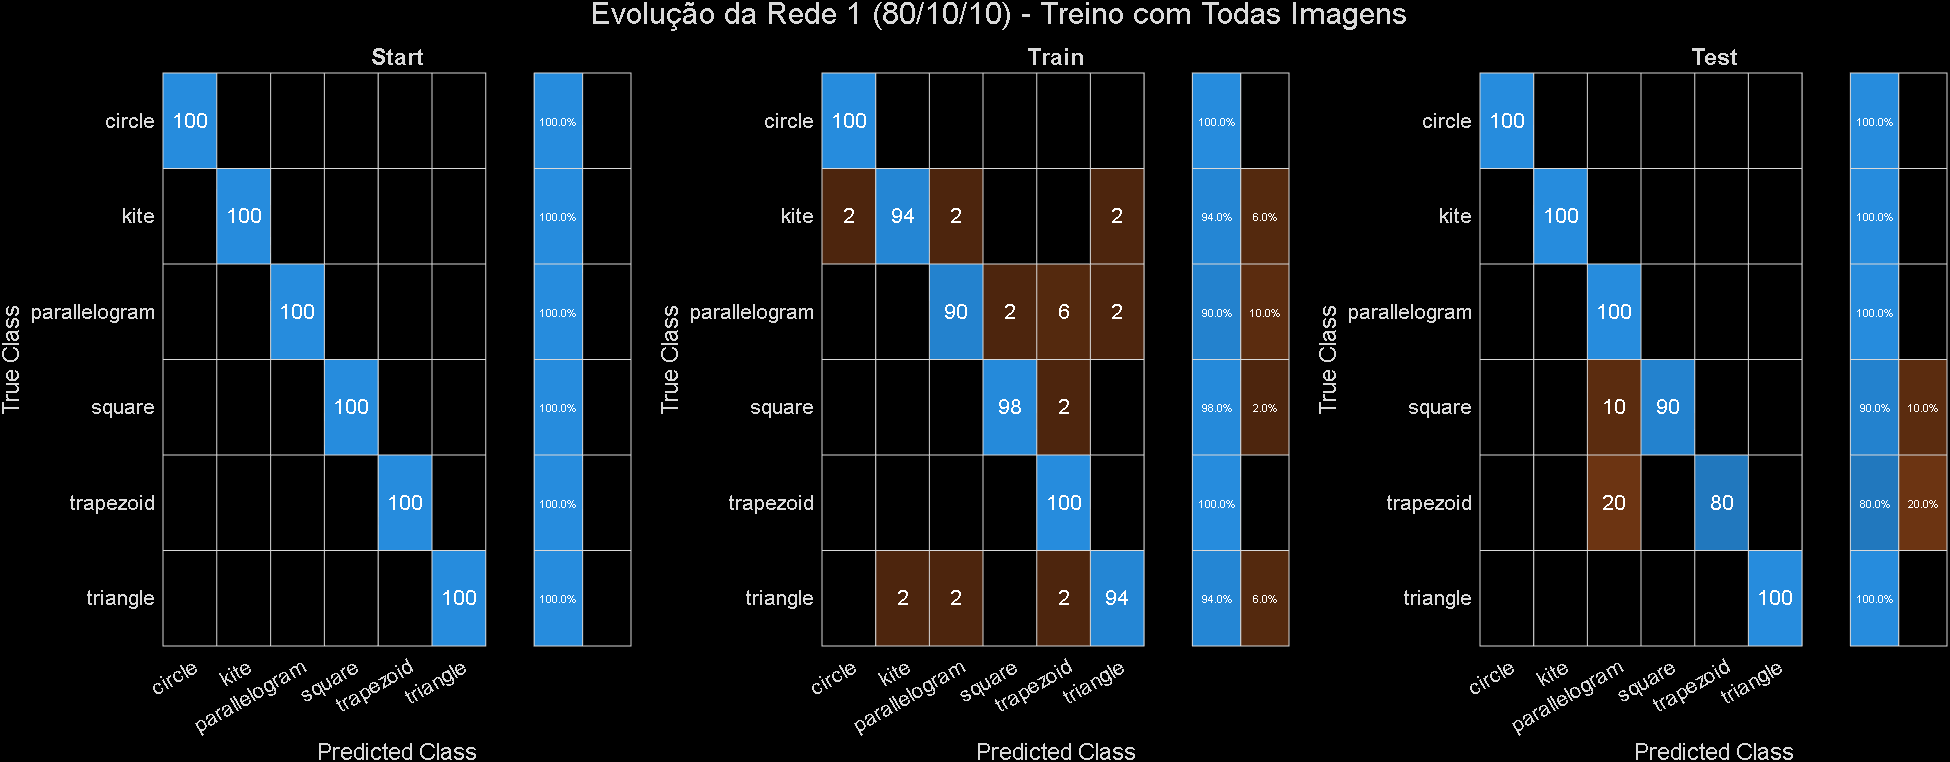 Evolução da Rede 1 (80/10/10) - Treino com Todas Imagens
Start
True Class
circle 100 100.0%
kite 100 100.0%
parallelogram 100 100.0%
square 100 100.0%
trapezoid 100 100.0%
triangle 100 100.0%
circle kite parallelogram square trapezoid triangle
Predicted Class
Train
True Class
circle 100 100.0%
kite 2 94 2 2 94.0% 6.0%
parallelogram 90 2 6 2 90.0% 10.0%
square 98 2 98.0% 2.0%
trapezoid 100 100.0%
triangle 2 2 2 94 94.0% 6.0%
circle kite parallelogram square trapezoid triangle
Predicted Class
Test
True Class
circle 100 100.0%
kite 100 100.0%
parallelogram 100 100.0%
square 10 90 90.0% 10.0%
trapezoid 20 80 80.0% 20.0%
triangle 100 100.0%
circle kite parallelogram square trapezoid triangle
Predicted Class